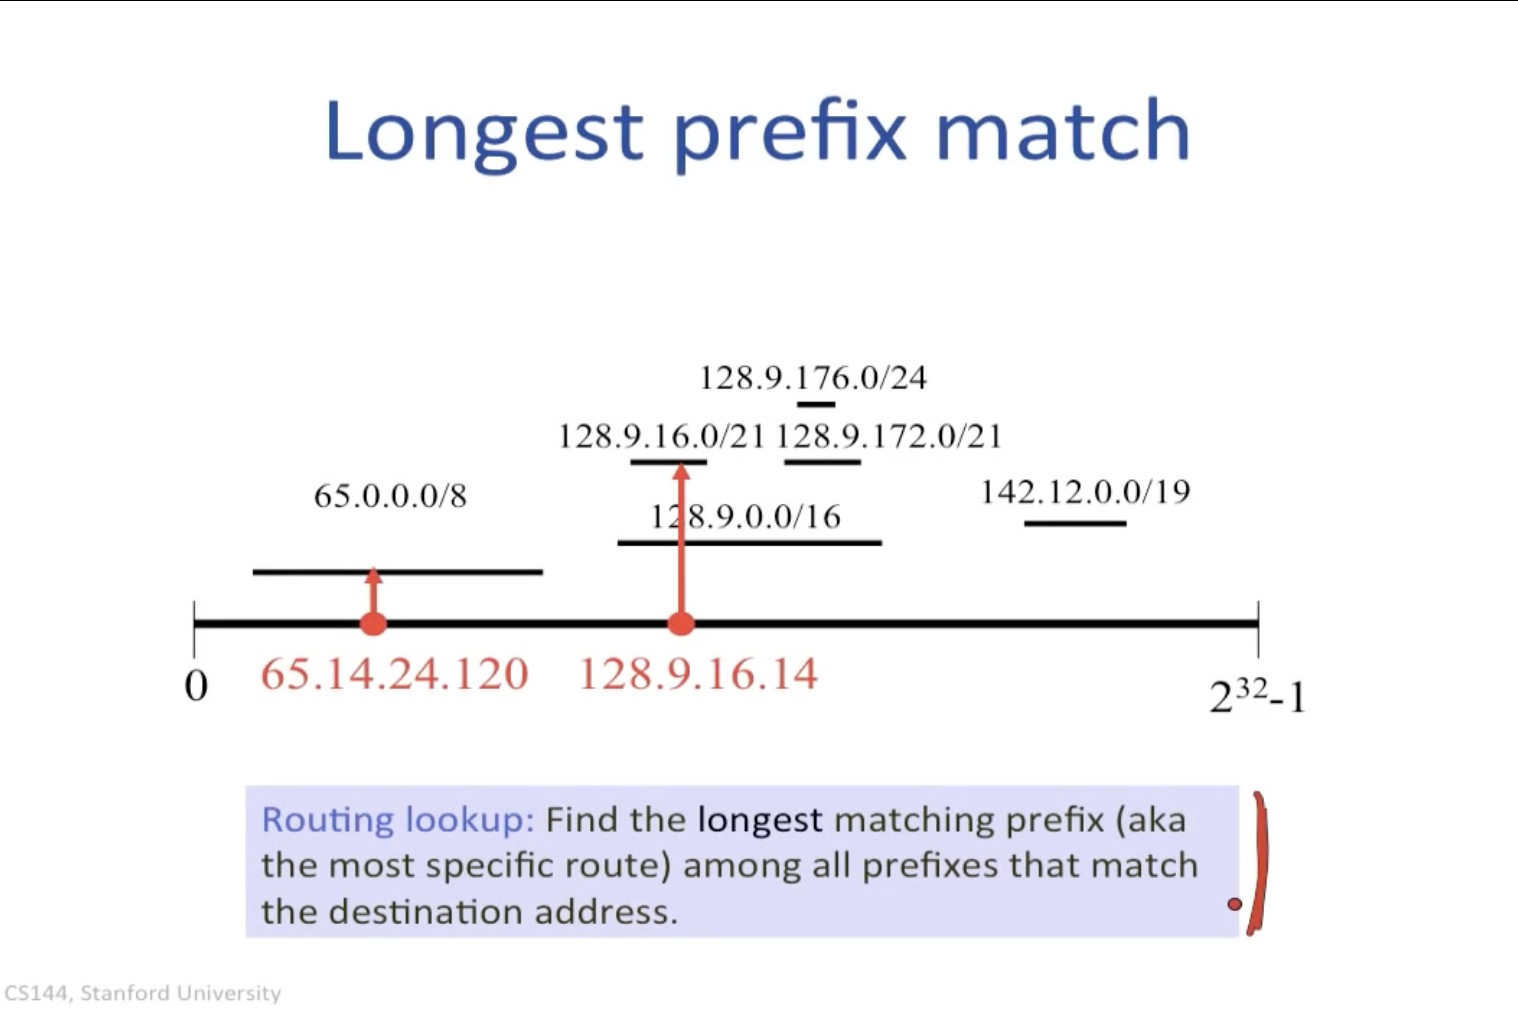 Longest prefix match
128.9.176.0/24
128.9.16.0/21 128.9.172.0/21
65.0.0.0/8
142.12.0.0/19
128.9.0.0/16
0
65.14.24.120
128.9.16.14
2³²-1
Routing lookup: Find the longest matching prefix (aka
the most specific route) among all prefixes that match
the destination address.
CS144, Stanford University